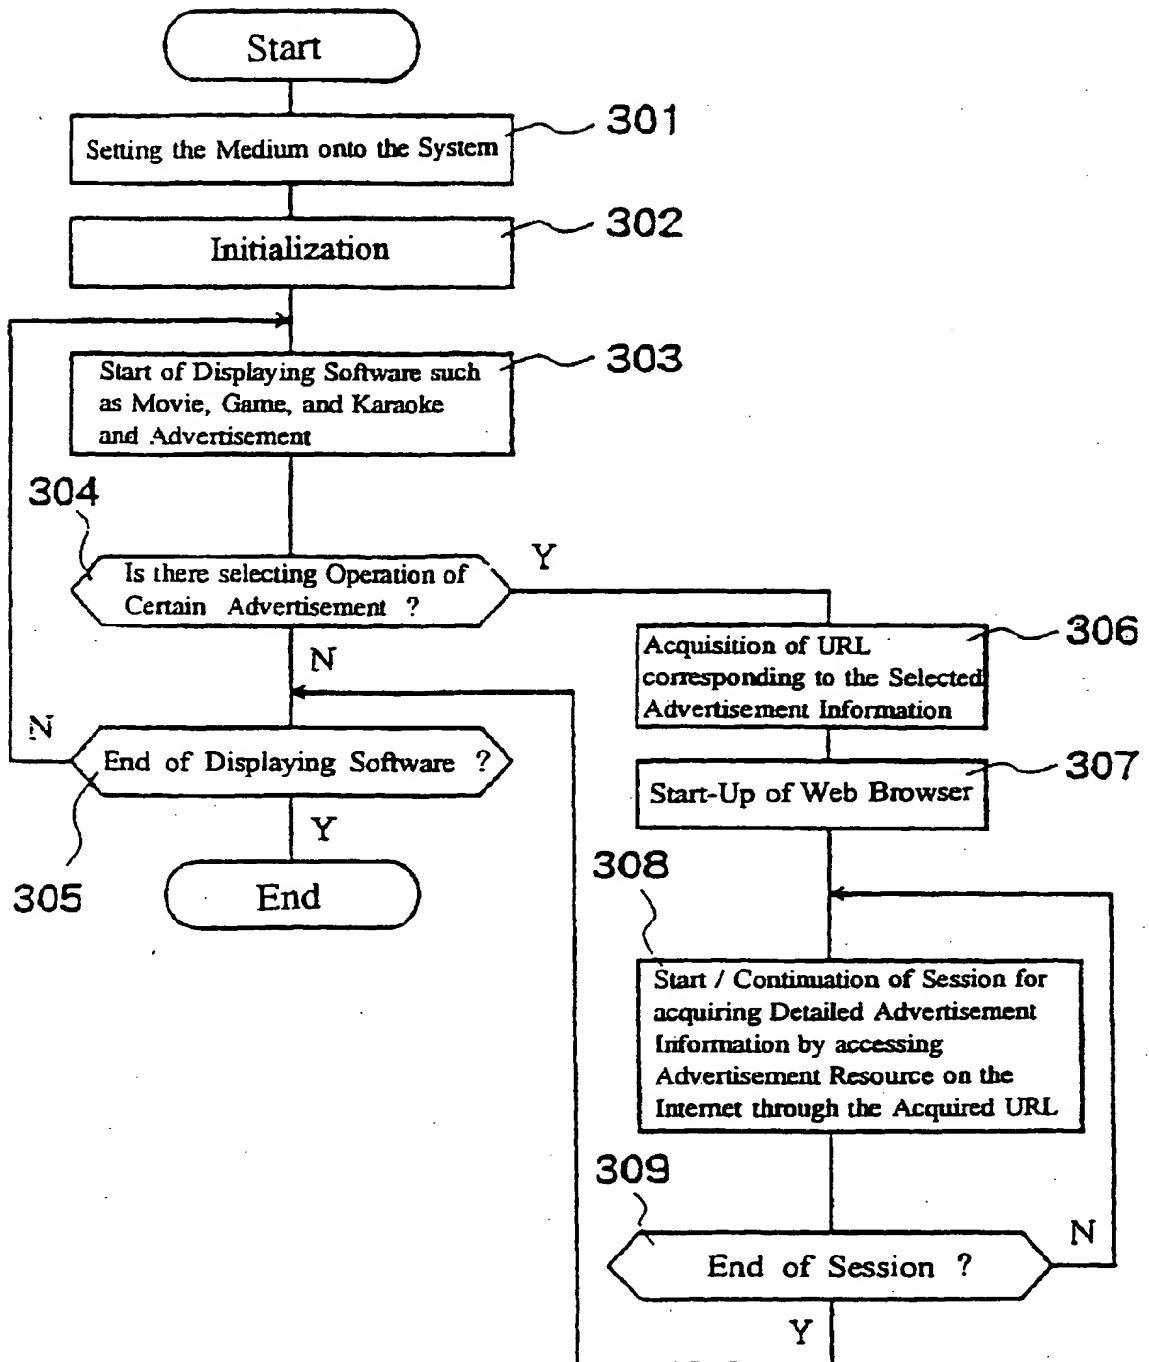 Start
301
Setting the Medium onto the System
302
Initialization
303
Start of Displaying Software such
as Movie, Game, and Karaoke
and Advertisement
304
Is there selecting Operation of
Certain Advertisement ?
Y
N
N
End of Displaying Software ?
305
Y
End
306
Acquisition of URL
corresponding to the Selected
Advertisement Information
307
Start-Up of Web Browser
308
Start / Continuation of Session for
acquiring Detailed Advertisement
Information by accessing
Advertisement Resource on the
Internet through the Acquired URL
309
End of Session ?
N
Y